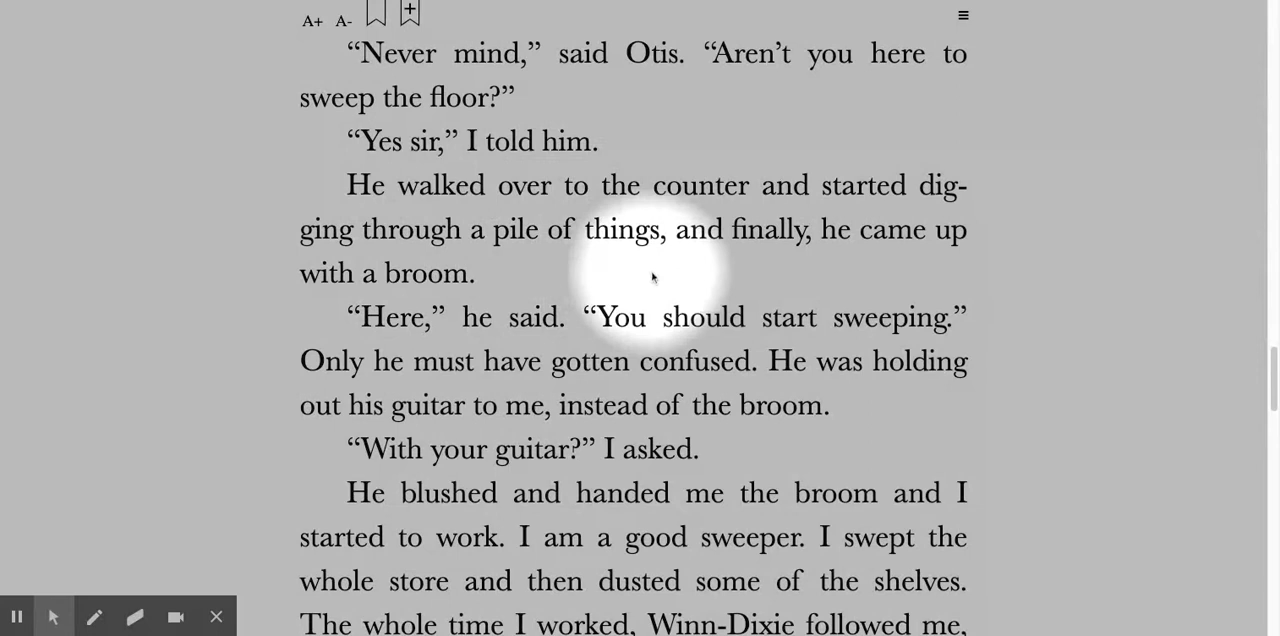 A+ A-
“Never mind,” said Otis. “Aren’t you here to
sweep the floor?”
“Yes sir,” I told him.
He walked over to the counter and started dig-
ging through a pile of things, and finally, he came up
with a broom.
“Here,” he said. “You should start sweeping.”
Only he must have gotten confused. He was holding
out his guitar to me, instead of the broom.
“With your guitar?” I asked.
He blushed and handed me the broom and I
started to work. I am a good sweeper. I swept the
whole store and then dusted some of the shelves.
The whole time I worked, Winn-Dixie followed me,